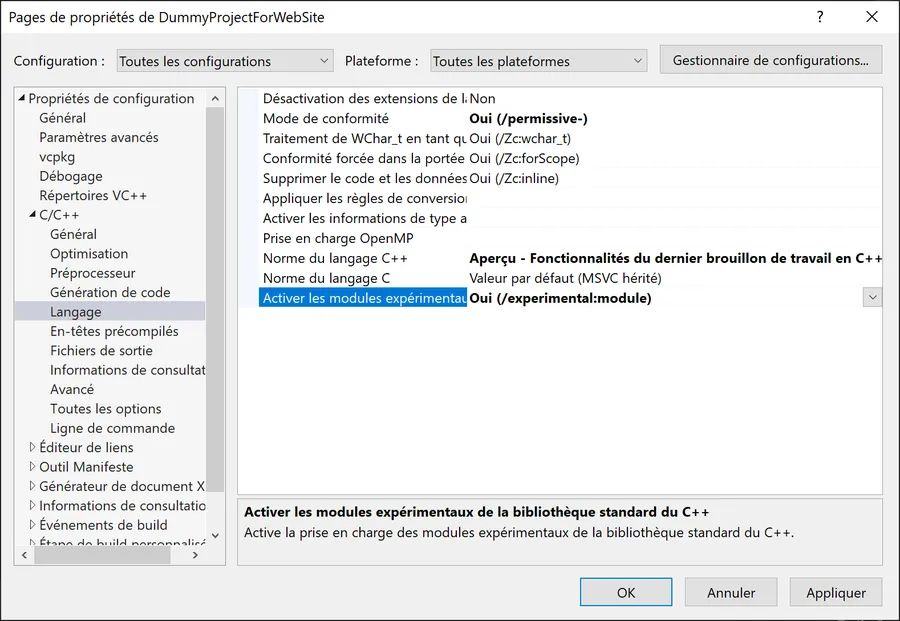 Pages de propriétés de DummyProjectForWebSite
Configuration : Toutes les configurations Plateforme : Toutes les plateformes Gestionnaire de configurations...
Propriétés de configuration
Général
Paramètres avancés
vcpkg
Débogage
Répertoires VC++
C/C++
Général
Optimisation
Préprocesseur
Génération de code
Langage
En-têtes précompilés
Fichiers de sortie
Informations de consultat
Avancé
Toutes les options
Ligne de commande
Éditeur de liens
Outil Manifeste
Générateur de document X
Informations de consultatio
Événements de build
Étape de build personnalisé
Désactivation des extensions de l Non
Mode de conformité Oui (/permissive-)
Traitement de WChar_t en tant qu Oui (/Zc:wchar_t)
Conformité forcée dans la portée Oui (/Zc:forScope)
Supprimer le code et les données Oui (/Zc:inline)
Appliquer les règles de conversion
Activer les informations de type a
Prise en charge OpenMP
Norme du langage C++ Aperçu - Fonctionnalités du dernier brouillon de travail en C++
Norme du langage C Valeur par défaut (MSVC hérité)
Activer les modules expérimentau Oui (/experimental:module)
Activer les modules expérimentaux de la bibliothèque standard du C++
Active la prise en charge des modules expérimentaux de la bibliothèque standard du C++.
OK Annuler Appliquer